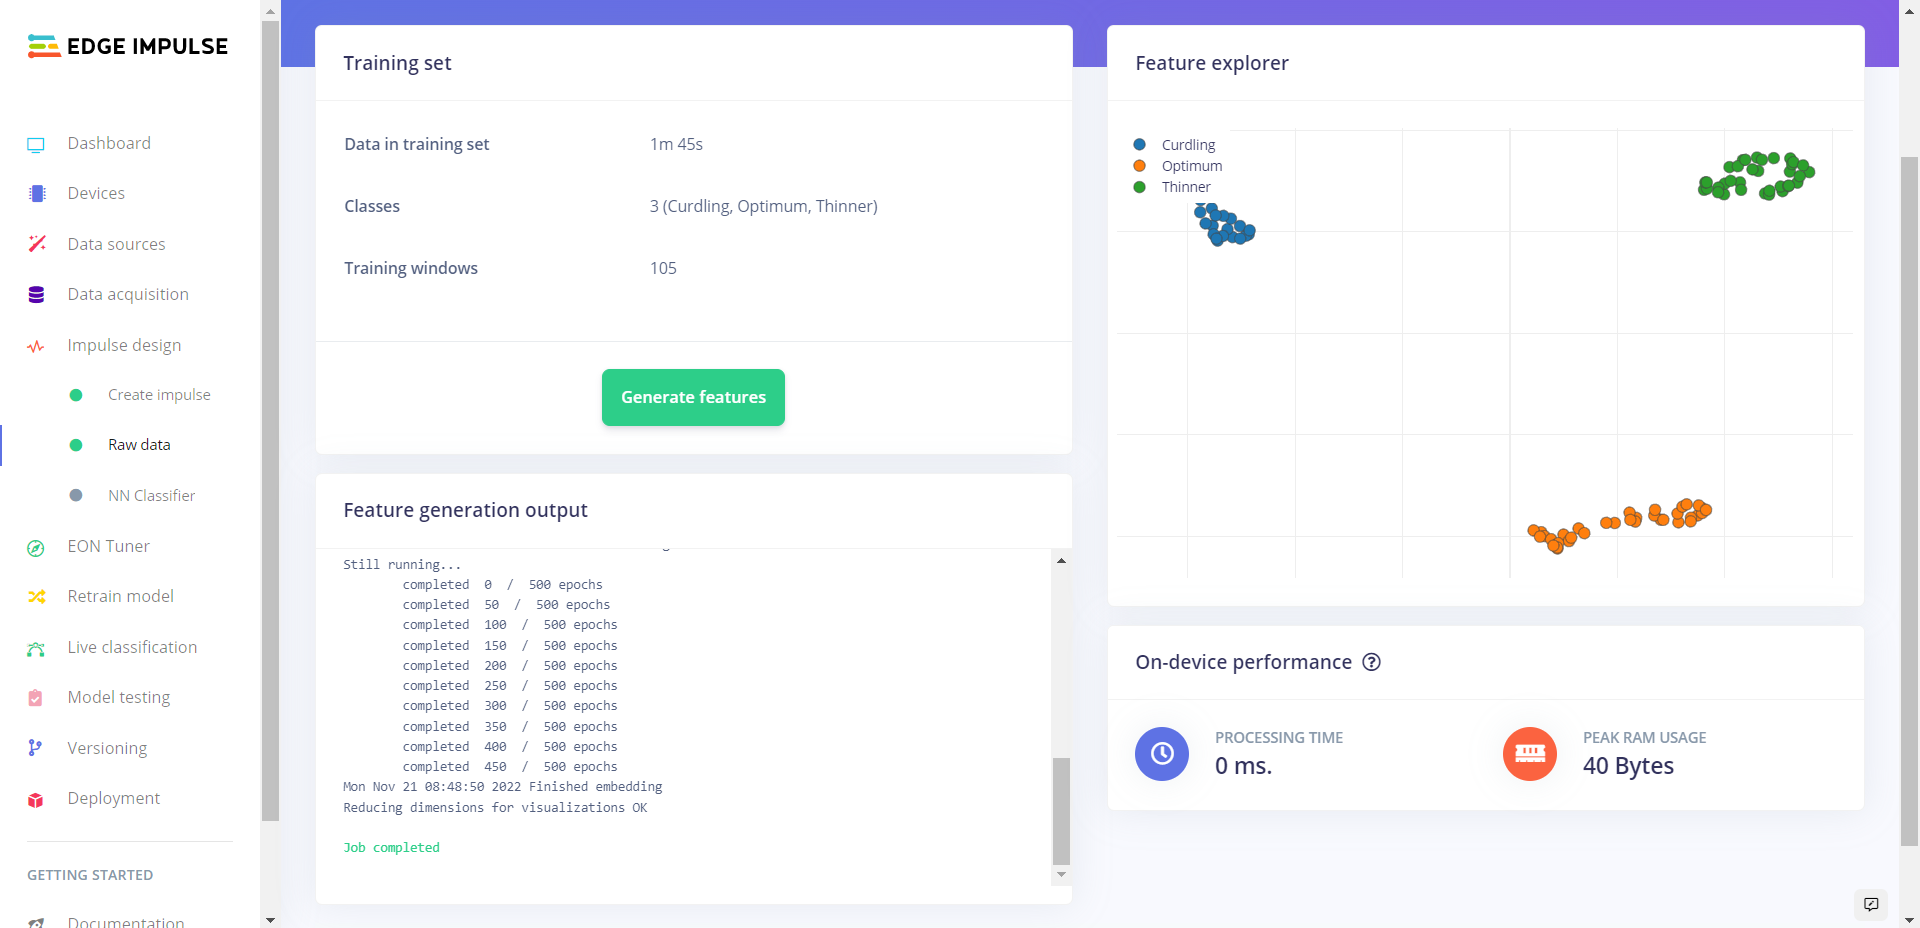 EDGE IMPULSE
Dashboard
Devices
Data sources
Data acquisition
Impulse design
Create impulse
Raw data
NN Classifier
EON Tuner
Retrain model
Live classification
Model testing
Versioning
Deployment
GETTING STARTED
Documentation
Training set
Data in training set 1m 45s
Classes 3 (Curdling, Optimum, Thinner)
Training windows 105
Generate features
Feature generation output
Still running...
completed 0 / 500 epochs
completed 50 / 500 epochs
completed 100 / 500 epochs
completed 150 / 500 epochs
completed 200 / 500 epochs
completed 250 / 500 epochs
completed 300 / 500 epochs
completed 350 / 500 epochs
completed 400 / 500 epochs
completed 450 / 500 epochs
Mon Nov 21 08:48:50 2022 Finished embedding
Reducing dimensions for visualizations OK
Job completed
Feature explorer
Curdling
Optimum
Thinner
On-device performance ?
PROCESSING TIME
0 ms.
PEAK RAM USAGE
40 Bytes